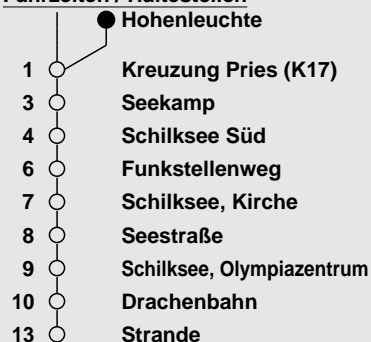 Fahrzeiten / Haltestellen
Hohenleuchte
1 Kreuzung Pries (K17)
3 Seekamp
4 Schilksee Süd
6 Funkstellenweg
7 Schilksee, Kirche
8 Seestraße
9 Schilksee, Olympiazentrum
10 Drachenbahn
13 Strande